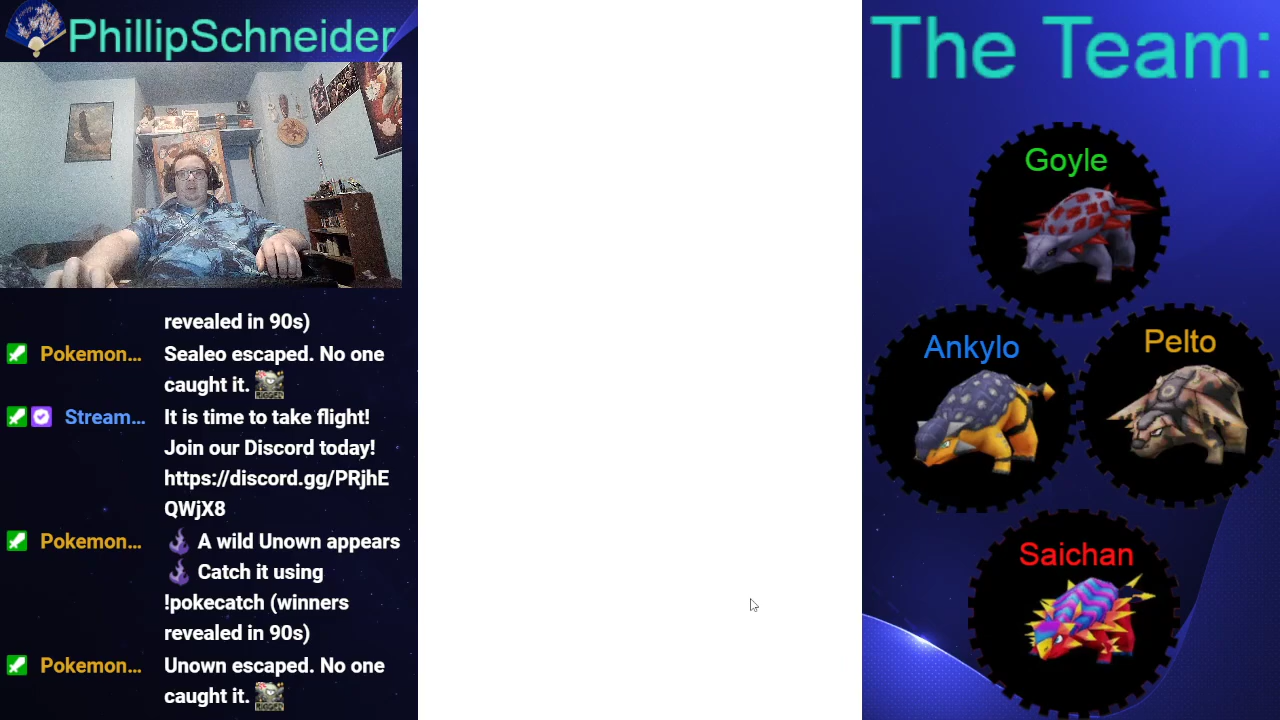 PhillipSchneider
revealed in 90s)
Pokemon... Sealeo escaped. No one
caught it.
Stream... It is time to take flight!
Join our Discord today!
https://discord.gg/PRjhE
QWjX8
Pokemon... A wild Unown appears
Catch it using
!pokecatch (winners
revealed in 90s)
Pokemon... Unown escaped. No one
caught it.
The Team:
Goyle
Ankylo
Pelto
Saichan